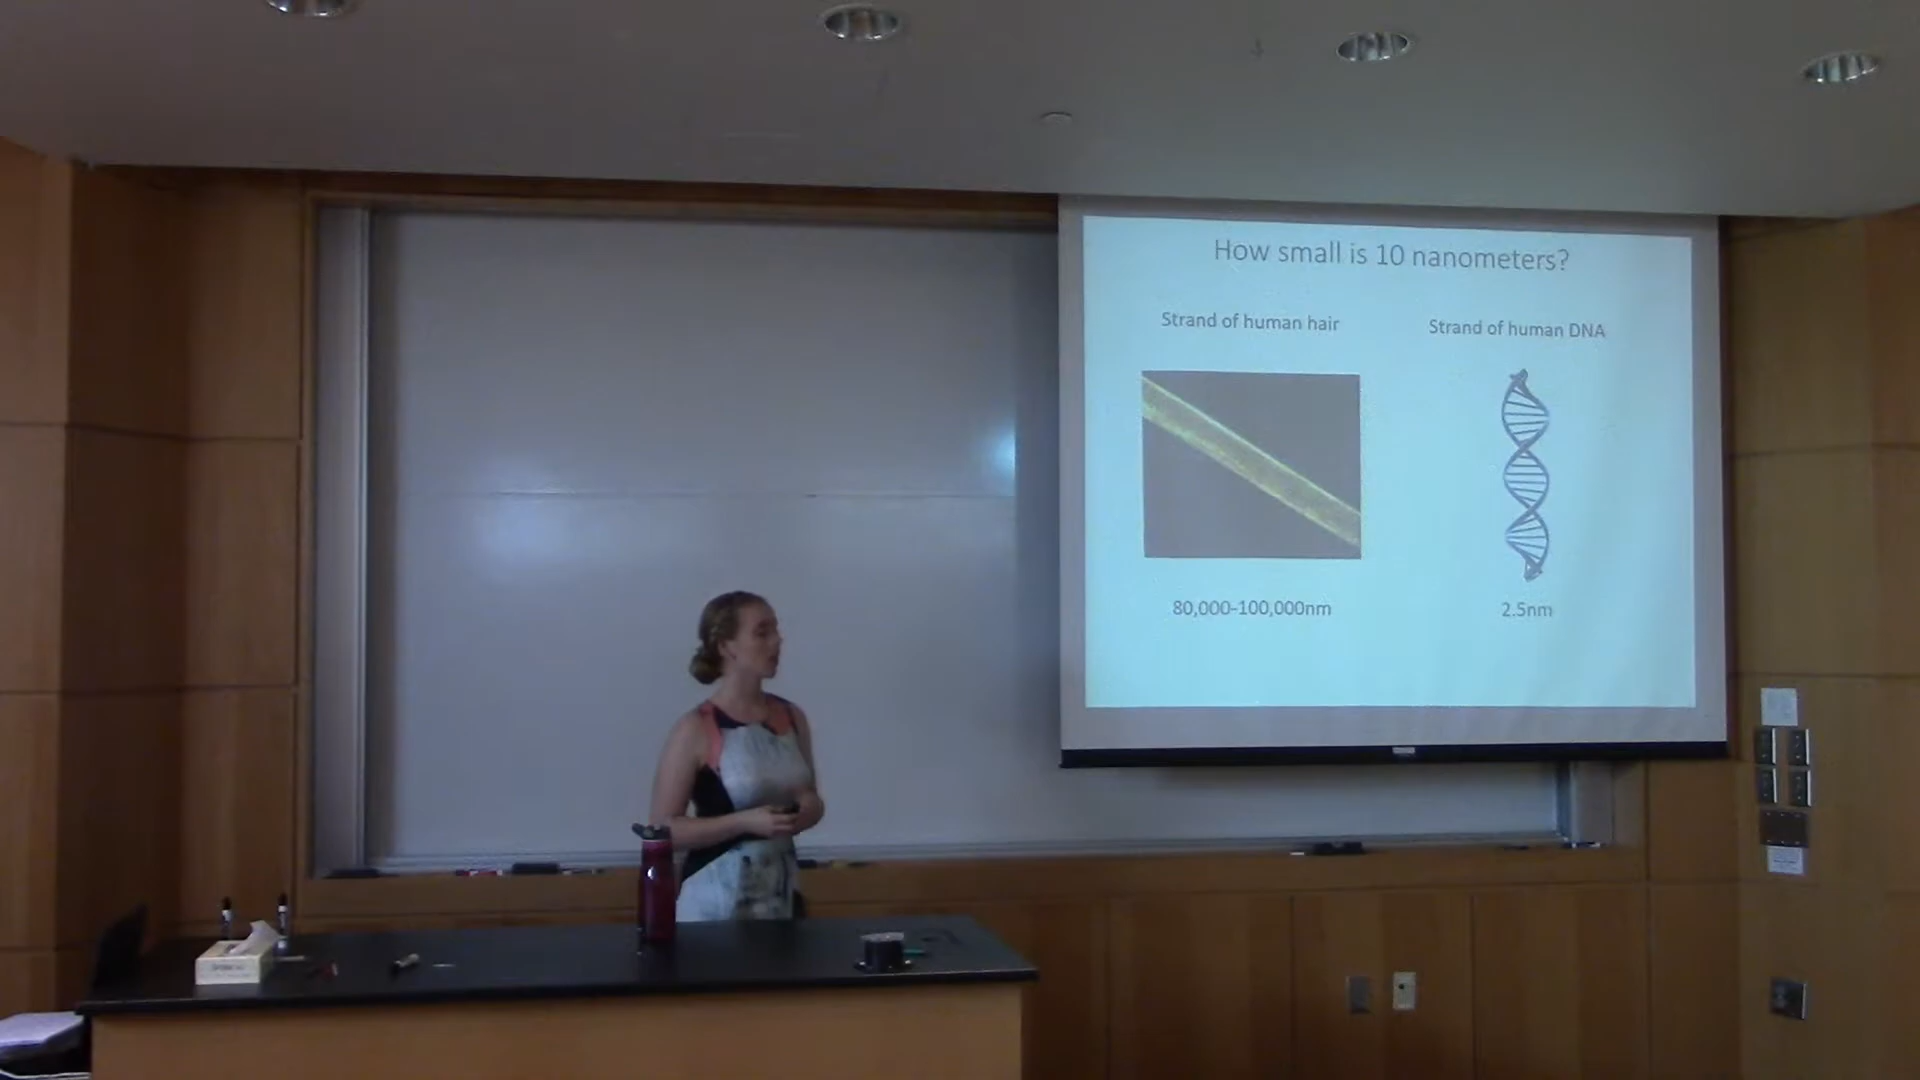 How small is 10 nanometers?
Strand of human hair
Strand of human DNA
80,000-100,000nm
2.5nm